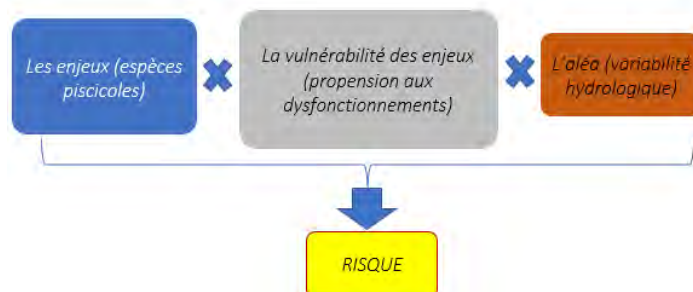 Les enjeux (espèces
piscicoles)
La vulnérabilité des enjeux
(propension aux
dysfonctionnements)
L'aléa (variabilité
hydrologique)
RISQUE